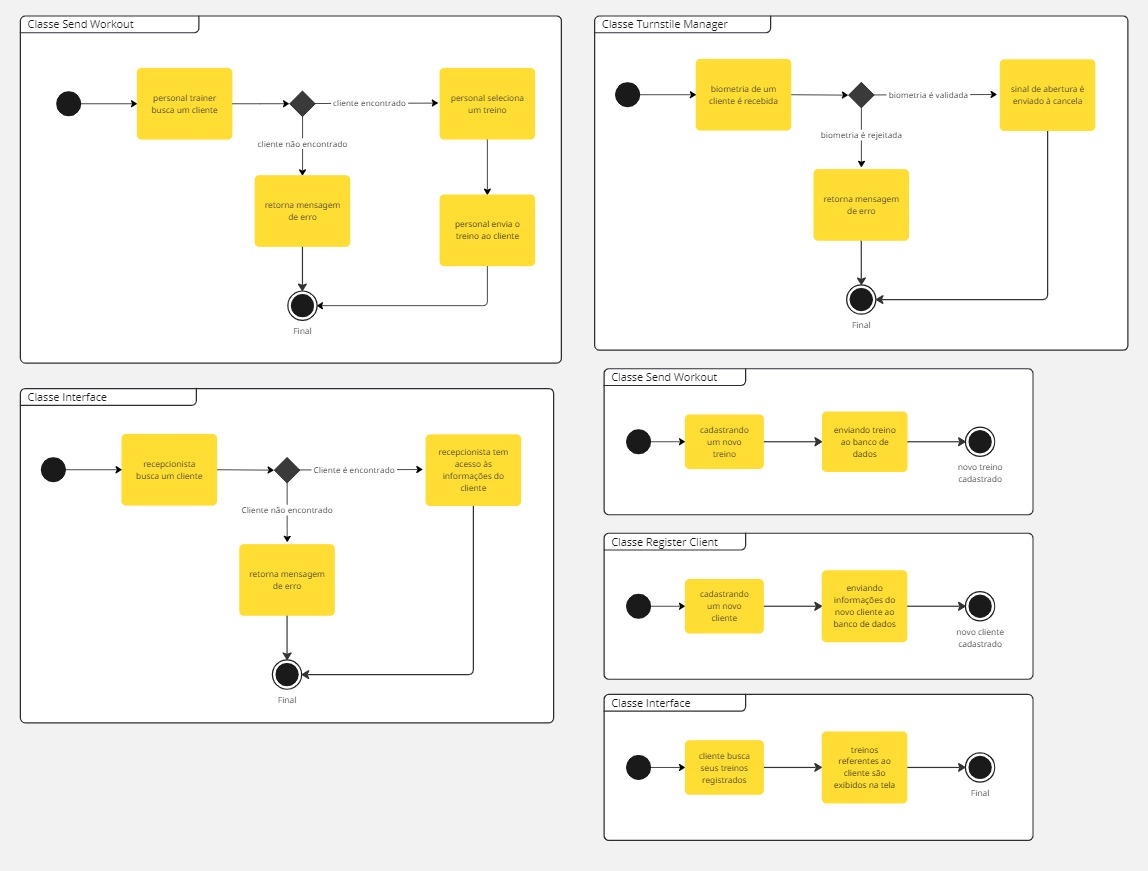 Classe Send Workout
personal trainer
busca um cliente
cliente encontrado
personal seleciona
um treino
cliente não encontrado
retorna mensagem
de erro
personal envia o
treino ao cliente
Final
Classe Turnstile Manager
biometria de um
cliente é recebida
biometria é validada
sinal de abertura é
enviado à cancela
biometria é rejeitada
retorna mensagem
de erro
Final
Classe Interface
recepcionista
busca um cliente
Cliente é encontrado
recepcionista tem
acesso às
informações do
cliente
Cliente não encontrado
retorna mensagem
de erro
Final
Classe Send Workout
cadastrando
um novo
treino
enviando treino
ao banco de
dados
novo treino
cadastrado
Classe Register Client
cadastrando
um novo
cliente
enviando
informações do
novo cliente ao
banco de dados
novo cliente
cadastrado
Classe Interface
cliente busca
seus treinos
registrados
treinos
referentes ao
cliente são
exibidos na tela
Final